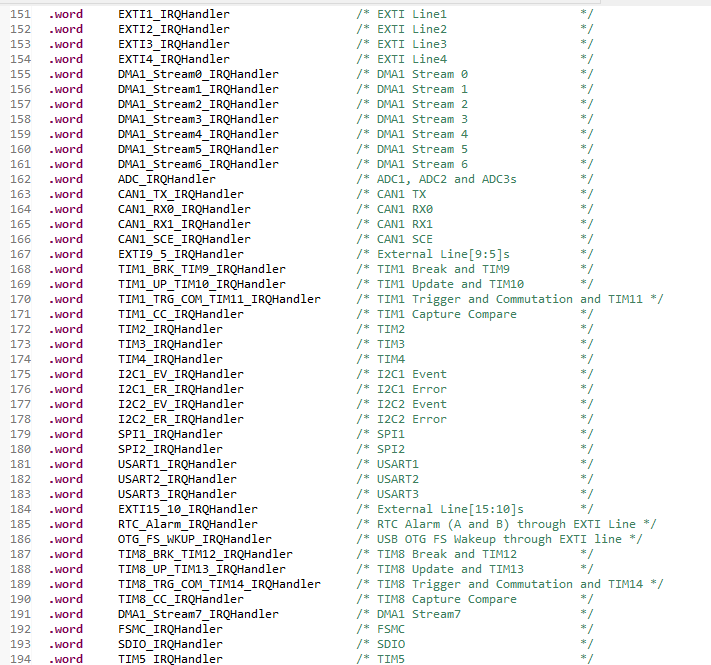 151 .word EXTI1_IRQHandler /* EXTI Line1 */
152 .word EXTI2_IRQHandler /* EXTI Line2 */
153 .word EXTI3_IRQHandler /* EXTI Line3 */
154 .word EXTI4_IRQHandler /* EXTI Line4 */
155 .word DMA1_Stream0_IRQHandler /* DMA1 Stream 0 */
156 .word DMA1_Stream1_IRQHandler /* DMA1 Stream 1 */
157 .word DMA1_Stream2_IRQHandler /* DMA1 Stream 2 */
158 .word DMA1_Stream3_IRQHandler /* DMA1 Stream 3 */
159 .word DMA1_Stream4_IRQHandler /* DMA1 Stream 4 */
160 .word DMA1_Stream5_IRQHandler /* DMA1 Stream 5 */
161 .word DMA1_Stream6_IRQHandler /* DMA1 Stream 6 */
162 .word ADC_IRQHandler /* ADC1, ADC2 and ADC3s */
163 .word CAN1_TX_IRQHandler /* CAN1 TX */
164 .word CAN1_RX0_IRQHandler /* CAN1 RX0 */
165 .word CAN1_RX1_IRQHandler /* CAN1 RX1 */
166 .word CAN1_SCE_IRQHandler /* CAN1 SCE */
167 .word EXTI9_5_IRQHandler /* External Line[9:5]s */
168 .word TIM1_BRK_TIM9_IRQHandler /* TIM1 Break and TIM9 */
169 .word TIM1_UP_TIM10_IRQHandler /* TIM1 Update and TIM10 */
170 .word TIM1_TRG_COM_TIM11_IRQHandler /* TIM1 Trigger and Commutation and TIM11 */
171 .word TIM1_CC_IRQHandler /* TIM1 Capture Compare */
172 .word TIM2_IRQHandler /* TIM2 */
173 .word TIM3_IRQHandler /* TIM3 */
174 .word TIM4_IRQHandler /* TIM4 */
175 .word I2C1_EV_IRQHandler /* I2C1 Event */
176 .word I2C1_ER_IRQHandler /* I2C1 Error */
177 .word I2C2_EV_IRQHandler /* I2C2 Event */
178 .word I2C2_ER_IRQHandler /* I2C2 Error */
179 .word SPI1_IRQHandler /* SPI1 */
180 .word SPI2_IRQHandler /* SPI2 */
181 .word USART1_IRQHandler /* USART1 */
182 .word USART2_IRQHandler /* USART2 */
183 .word USART3_IRQHandler /* USART3 */
184 .word EXTI15_10_IRQHandler /* External Line[15:10]s */
185 .word RTC_Alarm_IRQHandler /* RTC Alarm (A and B) through EXTI Line */
186 .word OTG_FS_WKUP_IRQHandler /* USB OTG FS Wakeup through EXTI line */
187 .word TIM8_BRK_TIM12_IRQHandler /* TIM8 Break and TIM12 */
188 .word TIM8_UP_TIM13_IRQHandler /* TIM8 Update and TIM13 */
189 .word TIM8_TRG_COM_TIM14_IRQHandler /* TIM8 Trigger and Commutation and TIM14 */
190 .word TIM8_CC_IRQHandler /* TIM8 Capture Compare */
191 .word DMA1_Stream7_IRQHandler /* DMA1 Stream7 */
192 .word FSMC_IRQHandler /* FSMC */
193 .word SDIO_IRQHandler /* SDIO */
194 .word TIM5_IRQHandler /* TIM5 */